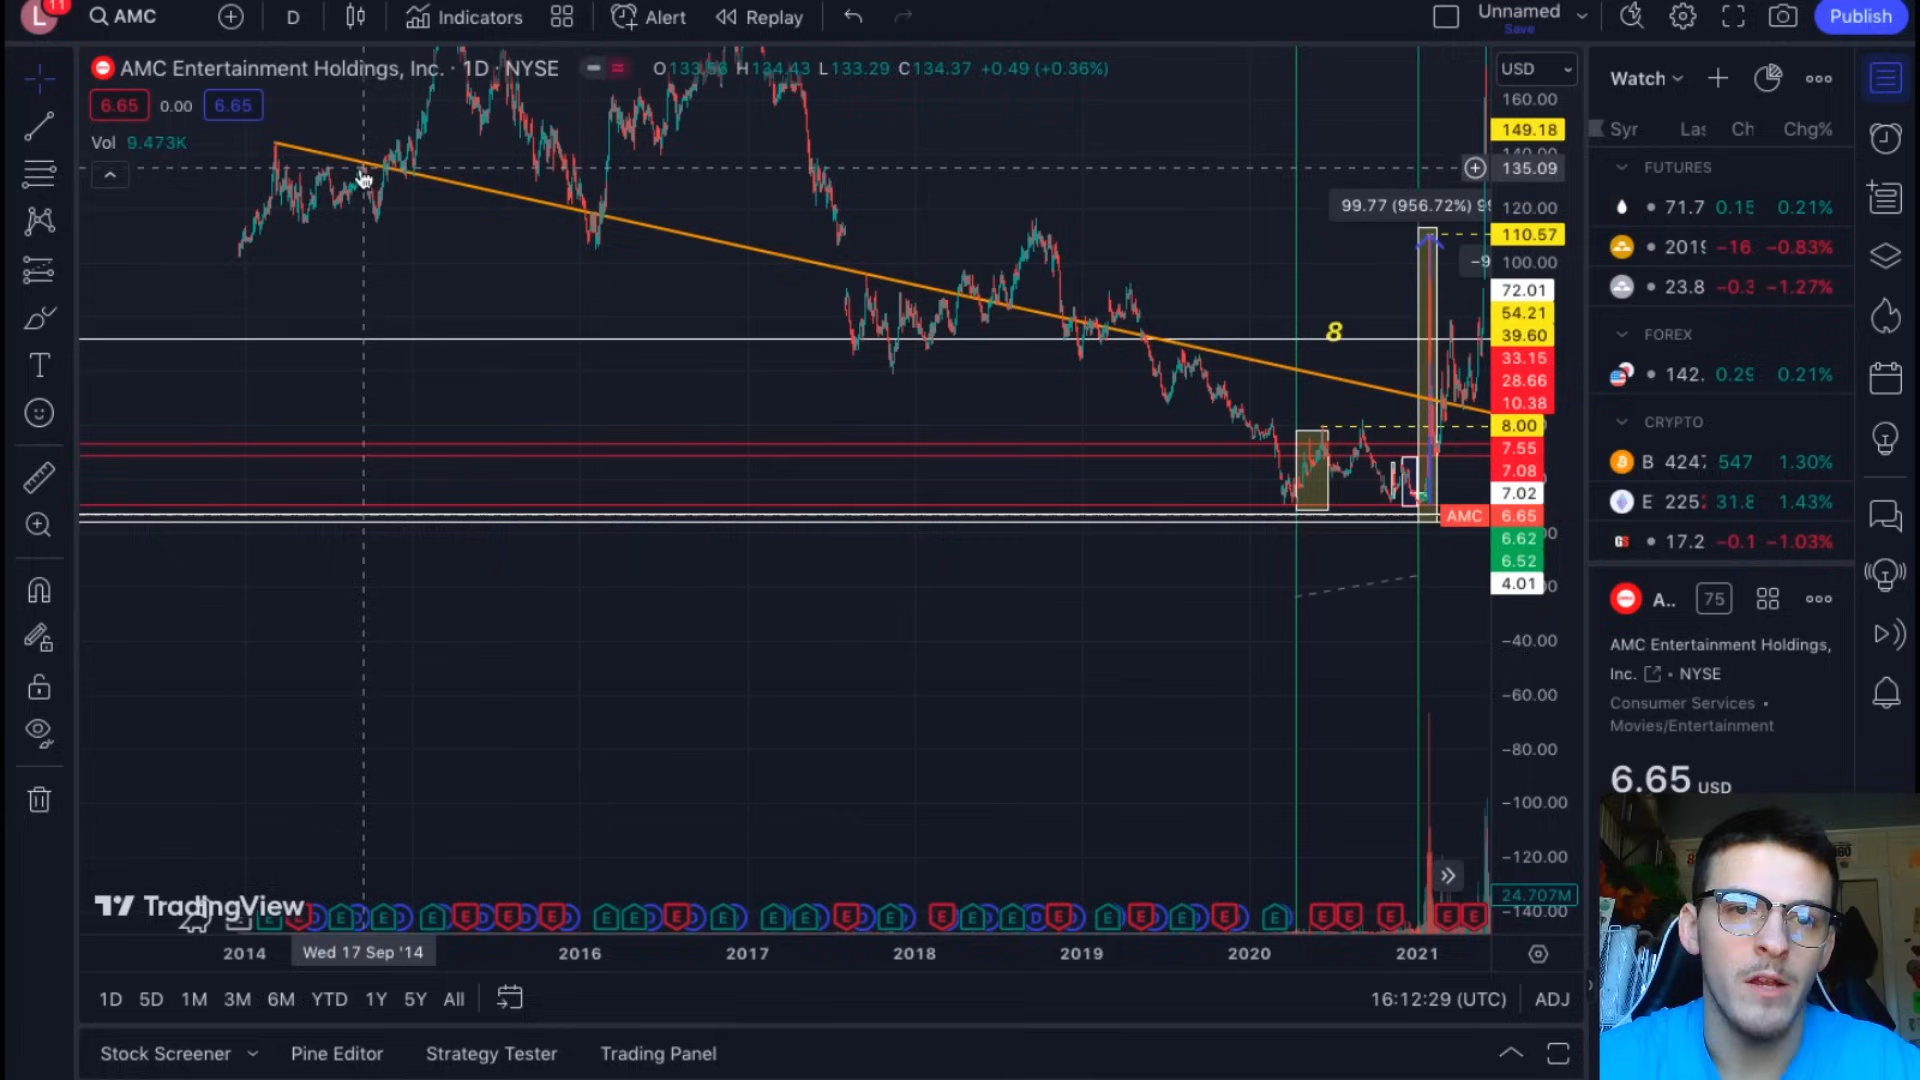 L 11 AMC D Indicators Alert Replay Unnamed Save Publish
AMC Entertainment Holdings, Inc. · 1D · NYSE O133.56 H134.43 L133.29 C134.37 +0.49 (+0.36%)
6.65 0.00 6.65
Vol 9.473K
USD
160.00
149.18
135.09
120.00
99.77 (956.72%)
110.57
100.00
72.01
54.21
39.60
33.15
28.66
10.38
8.00
7.55
7.08
7.02
AMC 6.65
6.62
6.52
4.01
8
−40.00
−60.00
−80.00
−100.00
−120.00
24.707M
−140.00
TradingView
2014 Wed 17 Sep '14 2016 2017 2018 2019 2020 2021
1D 5D 1M 3M 6M YTD 1Y 5Y All 16:12:29 (UTC) ADJ
Stock Screener Pine Editor Strategy Tester Trading Panel
Watch
Syr Las Ch Chg%
FUTURES
71.7 0.15 0.21%
2019 −16 −0.83%
23.8 −0.3 −1.27%
FOREX
142. 0.29 0.21%
CRYPTO
B 4247 547 1.30%
E 2252 31.8 1.43%
17.2 −0.1 −1.03%
A.. 75
AMC Entertainment Holdings,
Inc. · NYSE
Consumer Services •
Movies/Entertainment
6.65 USD